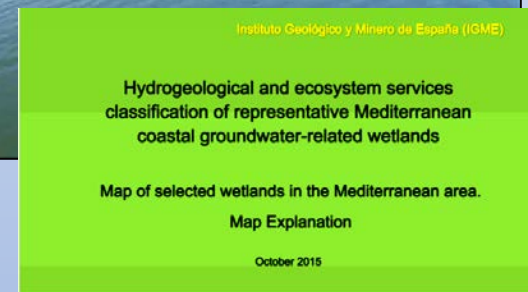 Instituto Geológico y Minero de España (IGME)
Hydrogeological and ecosystem services
classification of representative Mediterranean
coastal groundwater-related wetlands
Map of selected wetlands in the Mediterranean area.
Map Explanation
October 2015